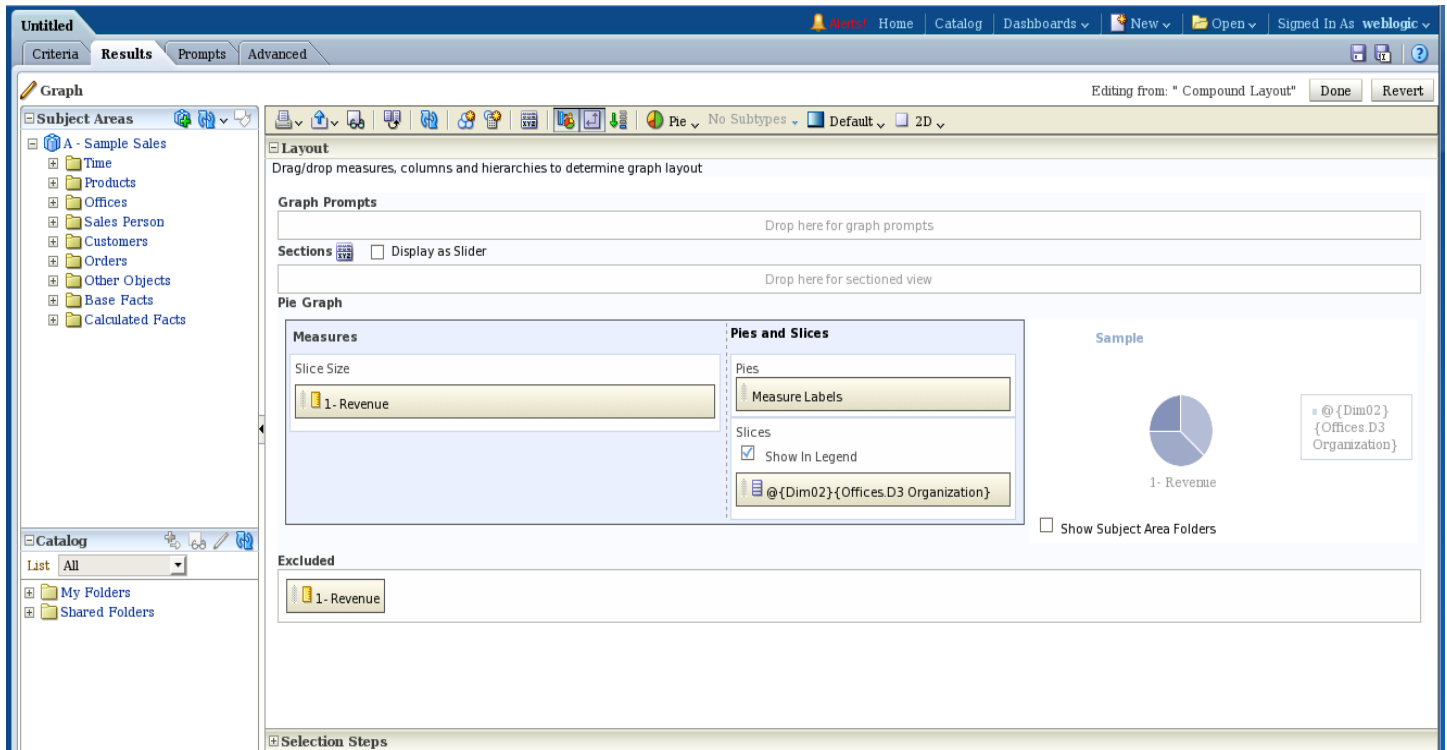 Untitled
Alerts! Home Catalog Dashboards New Open Signed In As weblogic
Criteria Results Prompts Advanced
Graph
Editing from: " Compound Layout" Done Revert
Subject Areas
Pie No Subtypes Default 2D
A - Sample Sales
Time
Products
Offices
Sales Person
Customers
Orders
Other Objects
Base Facts
Calculated Facts
Layout
Drag/drop measures, columns and hierarchies to determine graph layout
Graph Prompts
Drop here for graph prompts
Sections Display as Slider
Drop here for sectioned view
Pie Graph
Measures
Slice Size
1- Revenue
Pies and Slices
Pies
Measure Labels
Slices
Show In Legend
@{Dim02}{Offices.D3 Organization}
Sample
1- Revenue
@{Dim02}
{Offices.D3
Organization}
Show Subject Area Folders
Excluded
1- Revenue
Catalog
List All
My Folders
Shared Folders
Selection Steps